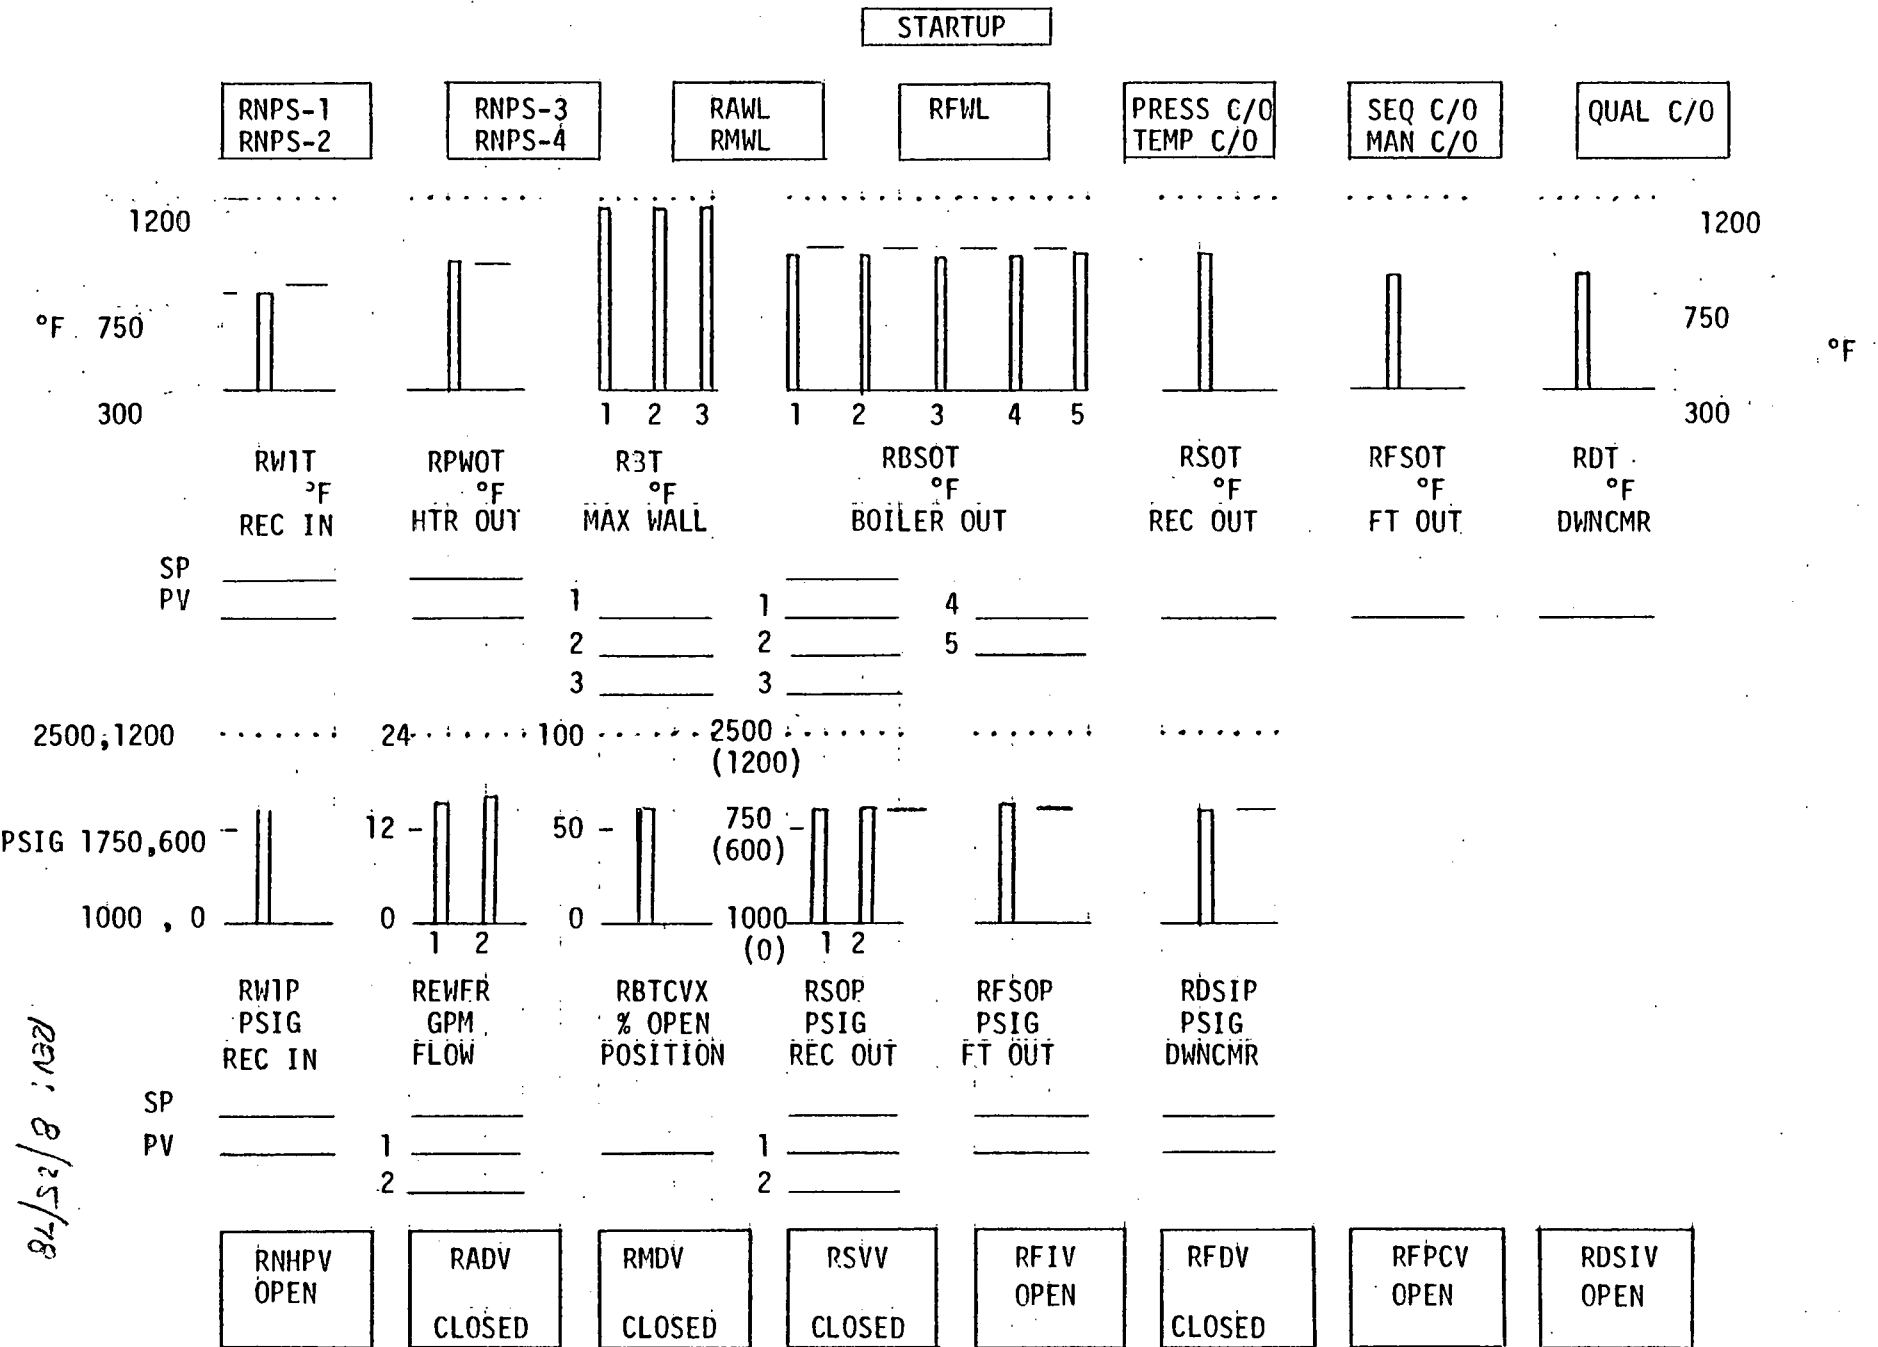 STARTUP
RNPS-1 RNPS-3 RAWL RFWL PRESS C/O SEQ C/O QUAL C/O
RNPS-2 RNPS-4 RMWL TEMP C/O MAN C/O
1200 1200
°F 750 750 °F
300 1 2 3 1 2 3 4 5 300
RW1T RPWOT R3T RBSOT RSOT RFSOT RDT
°F °F °F °F °F °F °F
REC IN HTR OUT MAX WALL BOILER OUT REC OUT FT OUT DWNCMR
SP
PV 1 1 4
2 2 5
3 3
2500,1200 24 100 2500
(1200)
PSIG 1750,600 12 50 750
(600)
1000 , 0 0 0 1000
(0)
1 2 1 2
RW1P REWFR RBTCVX RSOP RFSOP RDSIP
PSIG GPM % OPEN PSIG PSIG PSIG
REC IN FLOW POSITION REC OUT FT OUT DWNCMR
SP
PV 1 1
2 2
RNHPV RADV RMDV RSVV RFIV RFDV RFPCV RDSIV
OPEN CLOSED CLOSED CLOSED OPEN CLOSED OPEN OPEN
REV: 8/25/78